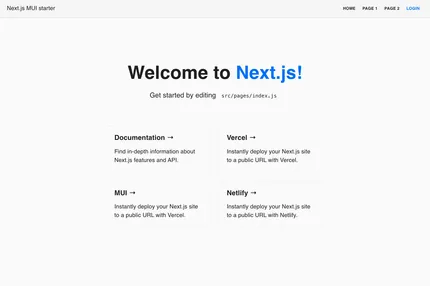 Next.js MUI starter
HOME PAGE 1 PAGE 2 LOGIN
Welcome to Next.js!
Get started by editing src/pages/index.js
Documentation →
Find in-depth information about
Next.js features and API.
Vercel →
Instantly deploy your Next.js site
to a public URL with Vercel.
MUI →
Instantly deploy your Next.js site
to a public URL with Vercel.
Netlify →
Instantly deploy your Next.js site
to a public URL with Netlify.